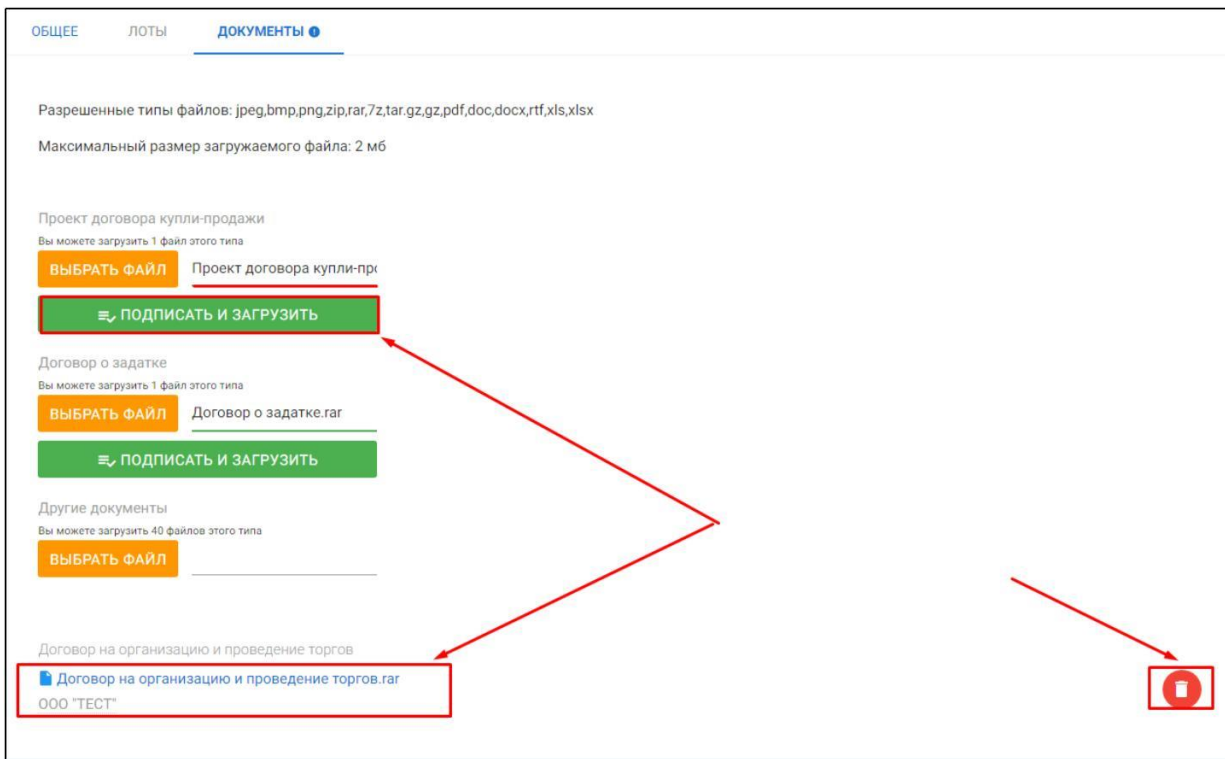 ОБЩЕЕ ЛОТЫ ДОКУМЕНТЫ
Разрешенные типы файлов: jpeg,bmp,png,zip,rar,7z,tar.gz,gz,pdf,doc,docx,rtf,xls,xlsx
Максимальный размер загружаемого файла: 2 мб
Проект договора купли-продажи
Вы можете загрузить 1 файл этого типа
ВЫБРАТЬ ФАЙЛ Проект договора купли-про
ПОДПИСАТЬ И ЗАГРУЗИТЬ
Договор о задатке
Вы можете загрузить 1 файл этого типа
ВЫБРАТЬ ФАЙЛ Договор о задатке.rar
ПОДПИСАТЬ И ЗАГРУЗИТЬ
Другие документы
Вы можете загрузить 40 файлов этого типа
ВЫБРАТЬ ФАЙЛ
Договор на организацию и проведение торгов
Договор на организацию и проведение торгов.rar
ООО "ТЕСТ"